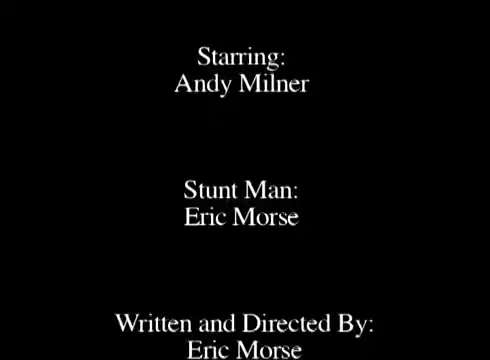 Starring:
Andy Milner
Stunt Man:
Eric Morse
Written and Directed By:
Eric Morse